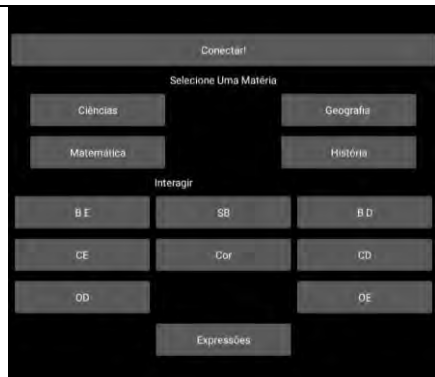 Conectar!
Selecione Uma Matéria
Ciências Geografia
Matemática História
Interagir
B E SB B D
CE Cor CD
OD OE
Expressões